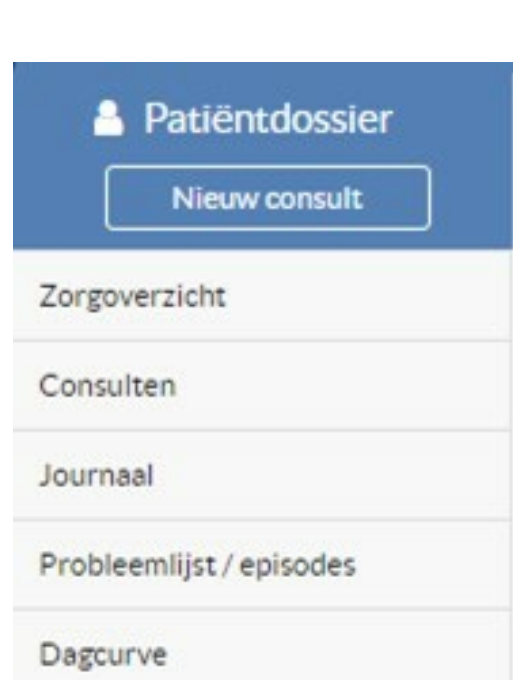 Patiëntdossier
Nieuw consult
Zorgoverzicht
Consulten
Journaal
Probleemlijst / episodes
Dagcurve